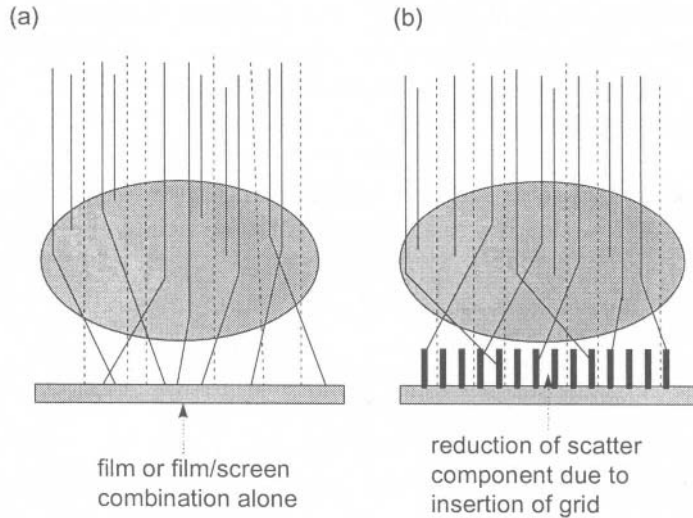 (a)
(b)
film or film/screen
combination alone
reduction of scatter
component due to
insertion of grid